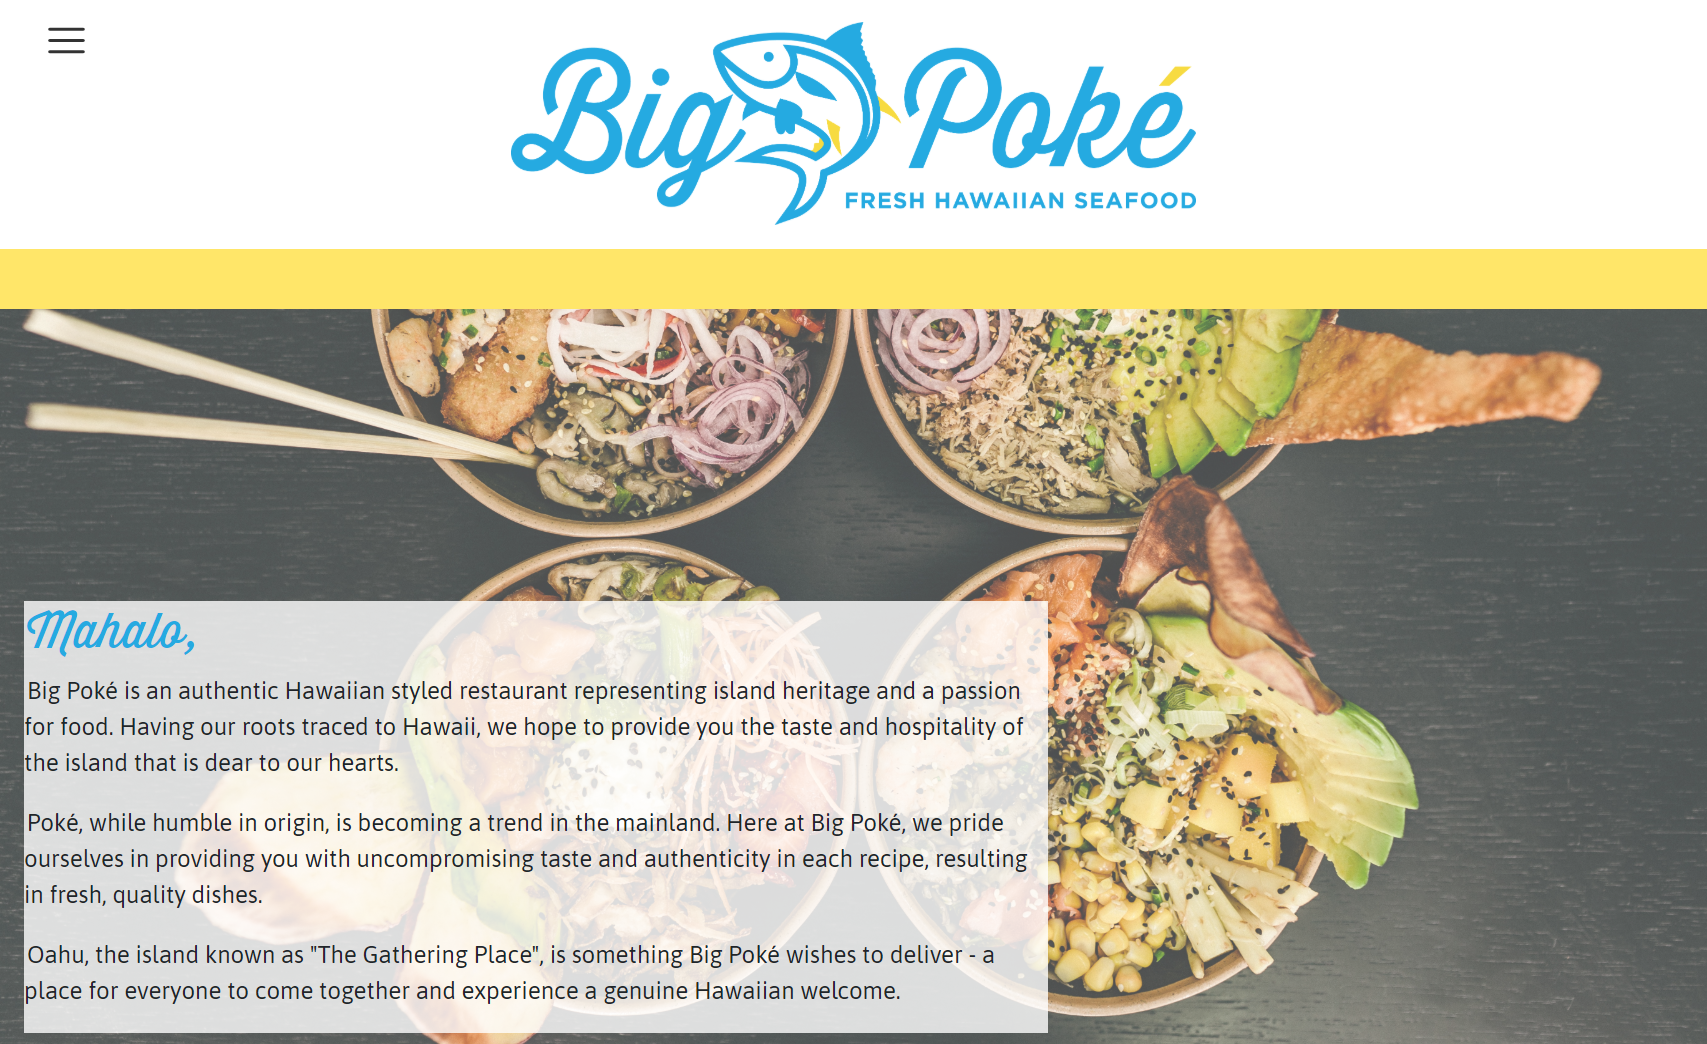 Big Poké
FRESH HAWAIIAN SEAFOOD
Mahalo,
Big Poké is an authentic Hawaiian styled restaurant representing island heritage and a passion
for food. Having our roots traced to Hawaii, we hope to provide you the taste and hospitality of
the island that is dear to our hearts.
Poké, while humble in origin, is becoming a trend in the mainland. Here at Big Poké, we pride
ourselves in providing you with uncompromising taste and authenticity in each recipe, resulting
in fresh, quality dishes.
Oahu, the island known as "The Gathering Place", is something Big Poké wishes to deliver - a
place for everyone to come together and experience a genuine Hawaiian welcome.